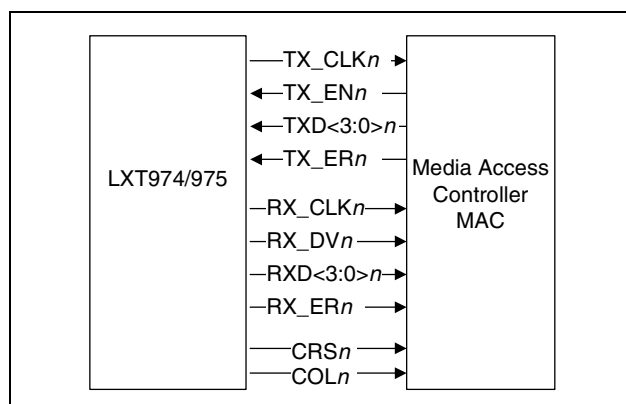 TX_CLKn
TX_ENn
TXD<3:0>n
TX_ERn
LXT974/975
Media Access
Controller
MAC
RX_CLKn
RX_DVn
RXD<3:0>n
RX_ERn
CRSn
COLn